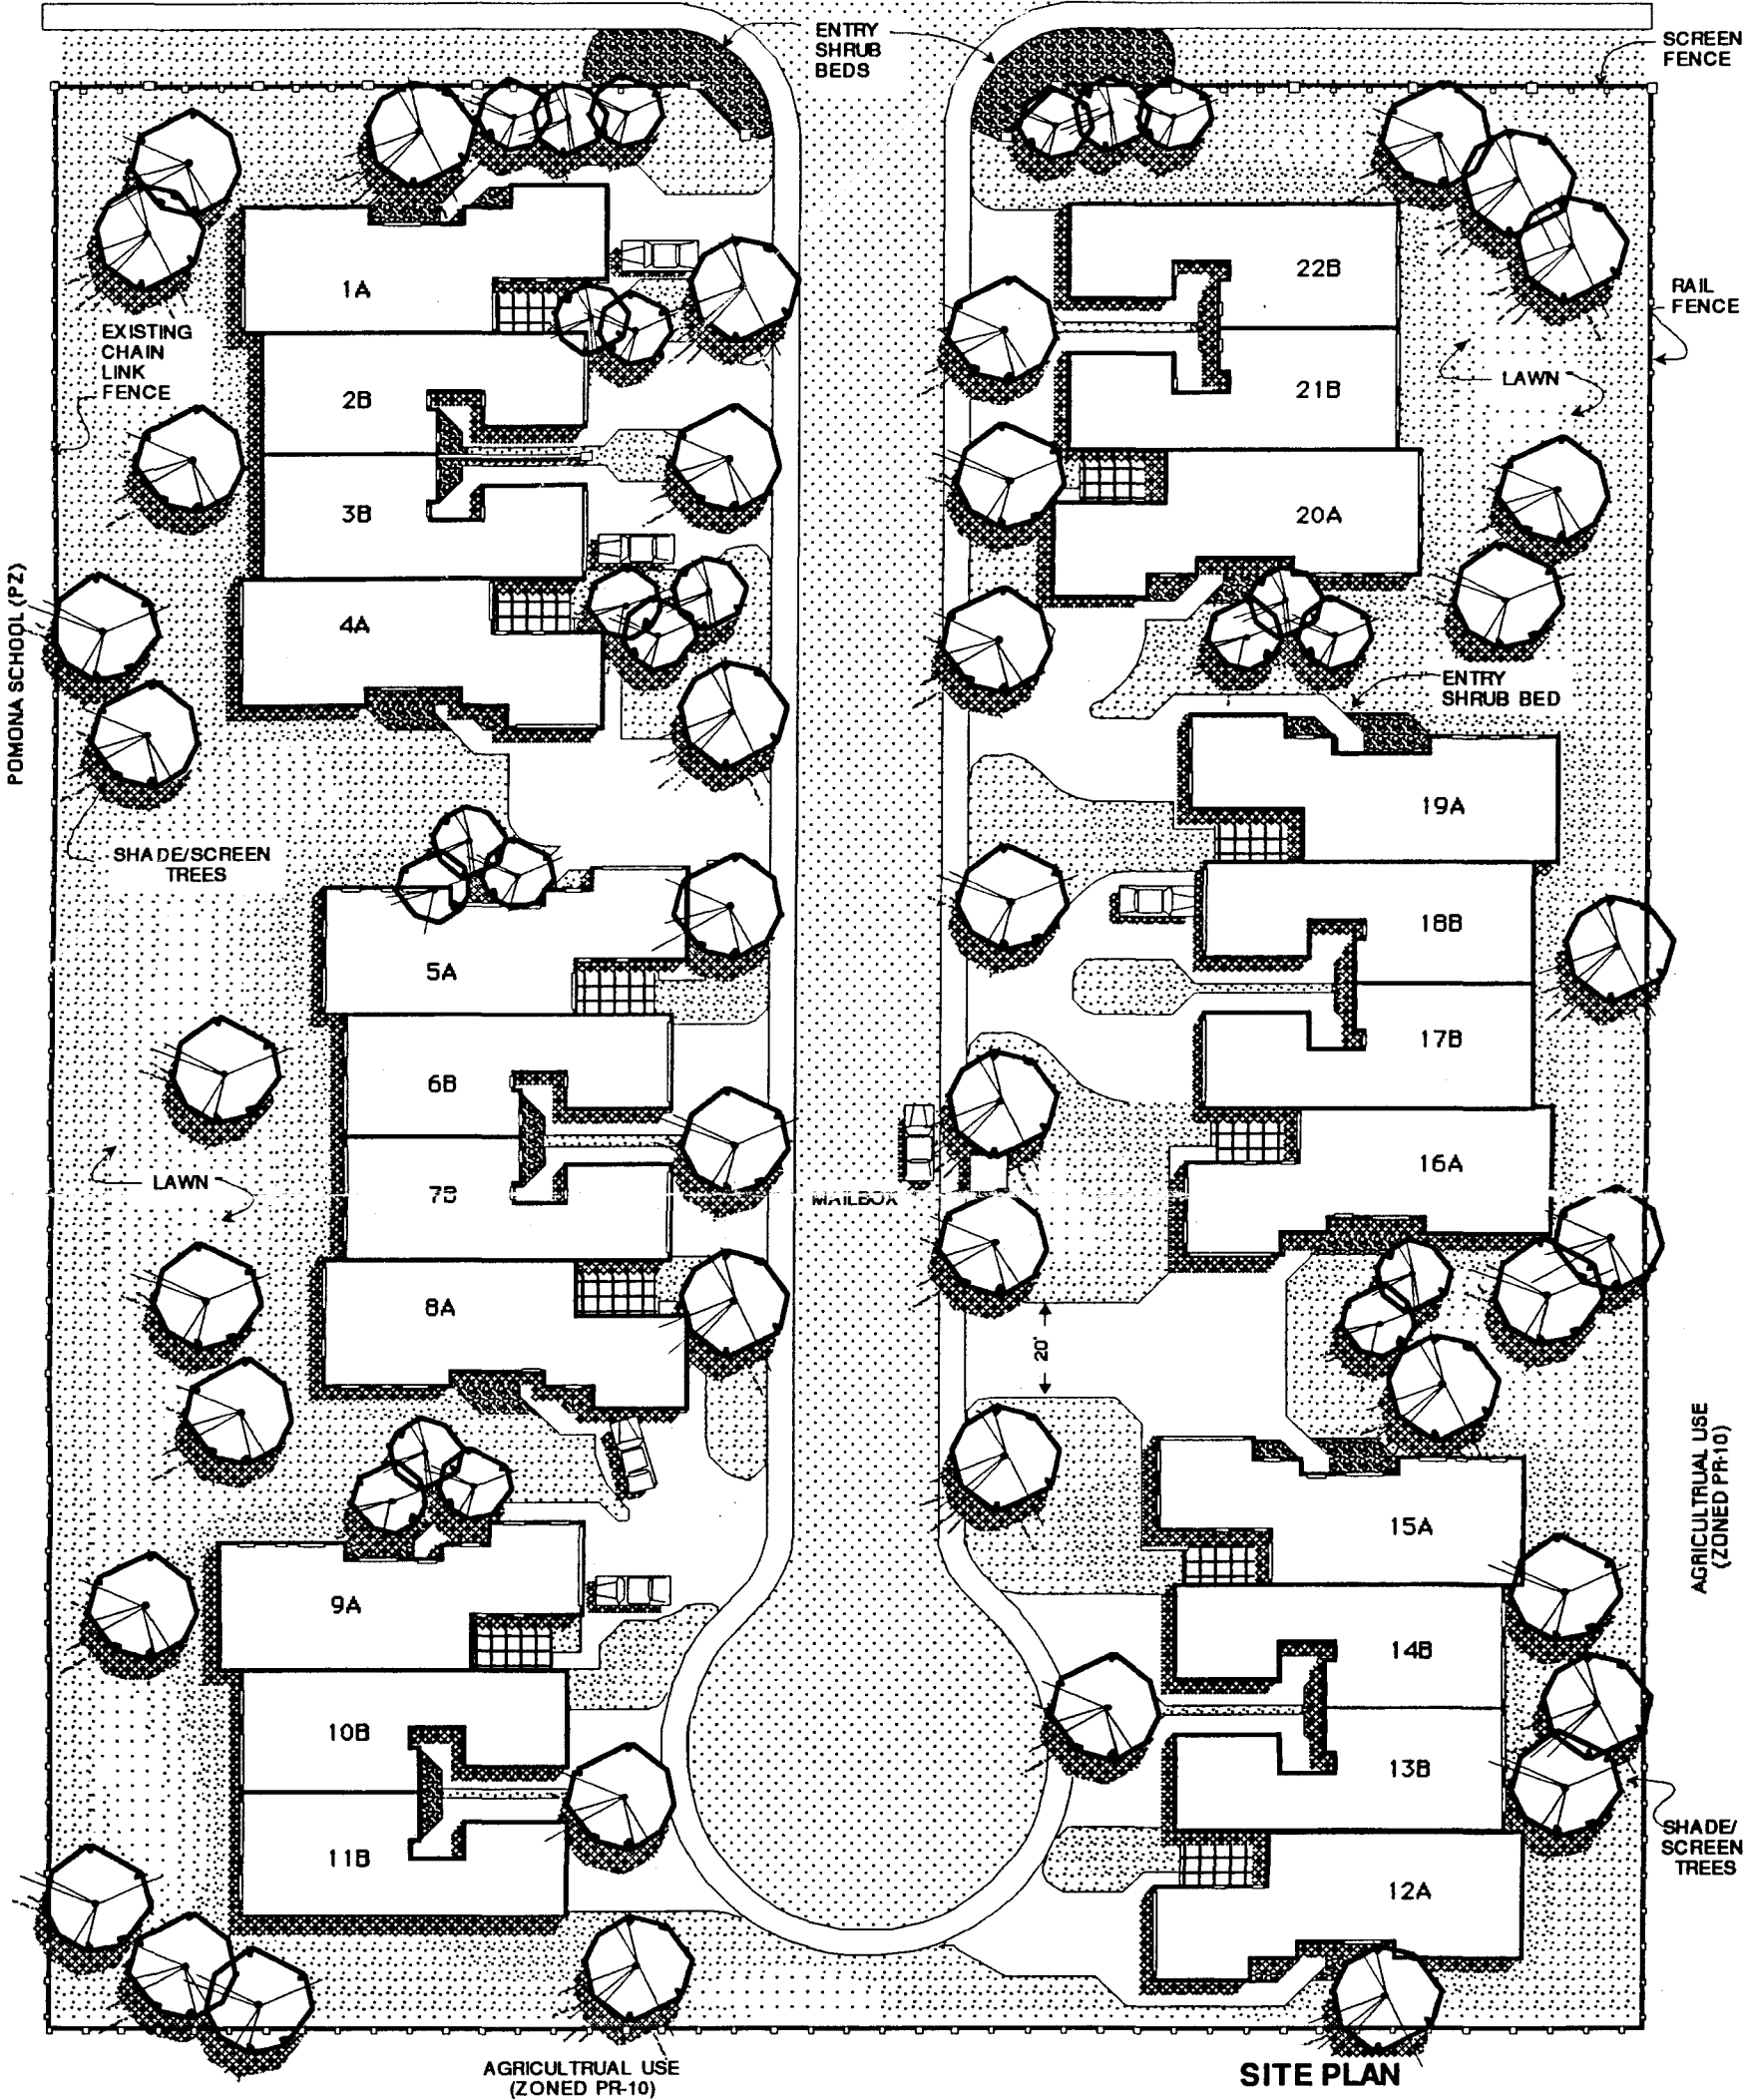 ENTRY
SHRUB
BEDS
SCREEN
FENCE
1A
22B
RAIL
FENCE
EXISTING
CHAIN
LINK
FENCE
2B
21B
LAWN
3B
20A
POMONA SCHOOL (PZ)
4A
ENTRY
SHRUB BED
19A
SHADE/SCREEN
TREES
18B
5A
17B
6B
16A
LAWN
7B
MAILBOX
8A
20'
AGRICULTRUAL USE
(ZONED PR-10)
15A
9A
14B
10B
13B
SHADE/
SCREEN
TREES
11B
12A
AGRICULTRUAL USE
(ZONED PR-10)
SITE PLAN